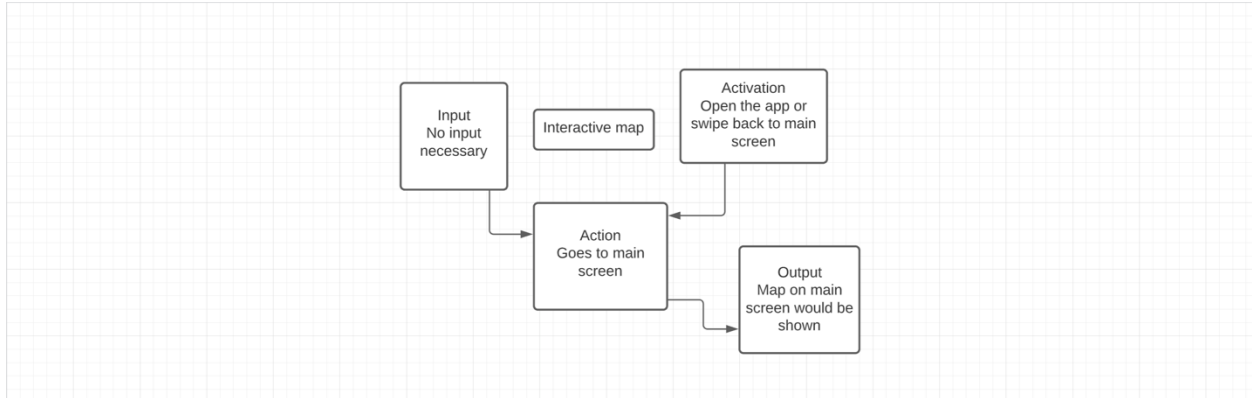 Input
No input
necessary
Interactive map
Activation
Open the app or
swipe back to main
screen
Action
Goes to main
screen
Output
Map on main
screen would be
shown